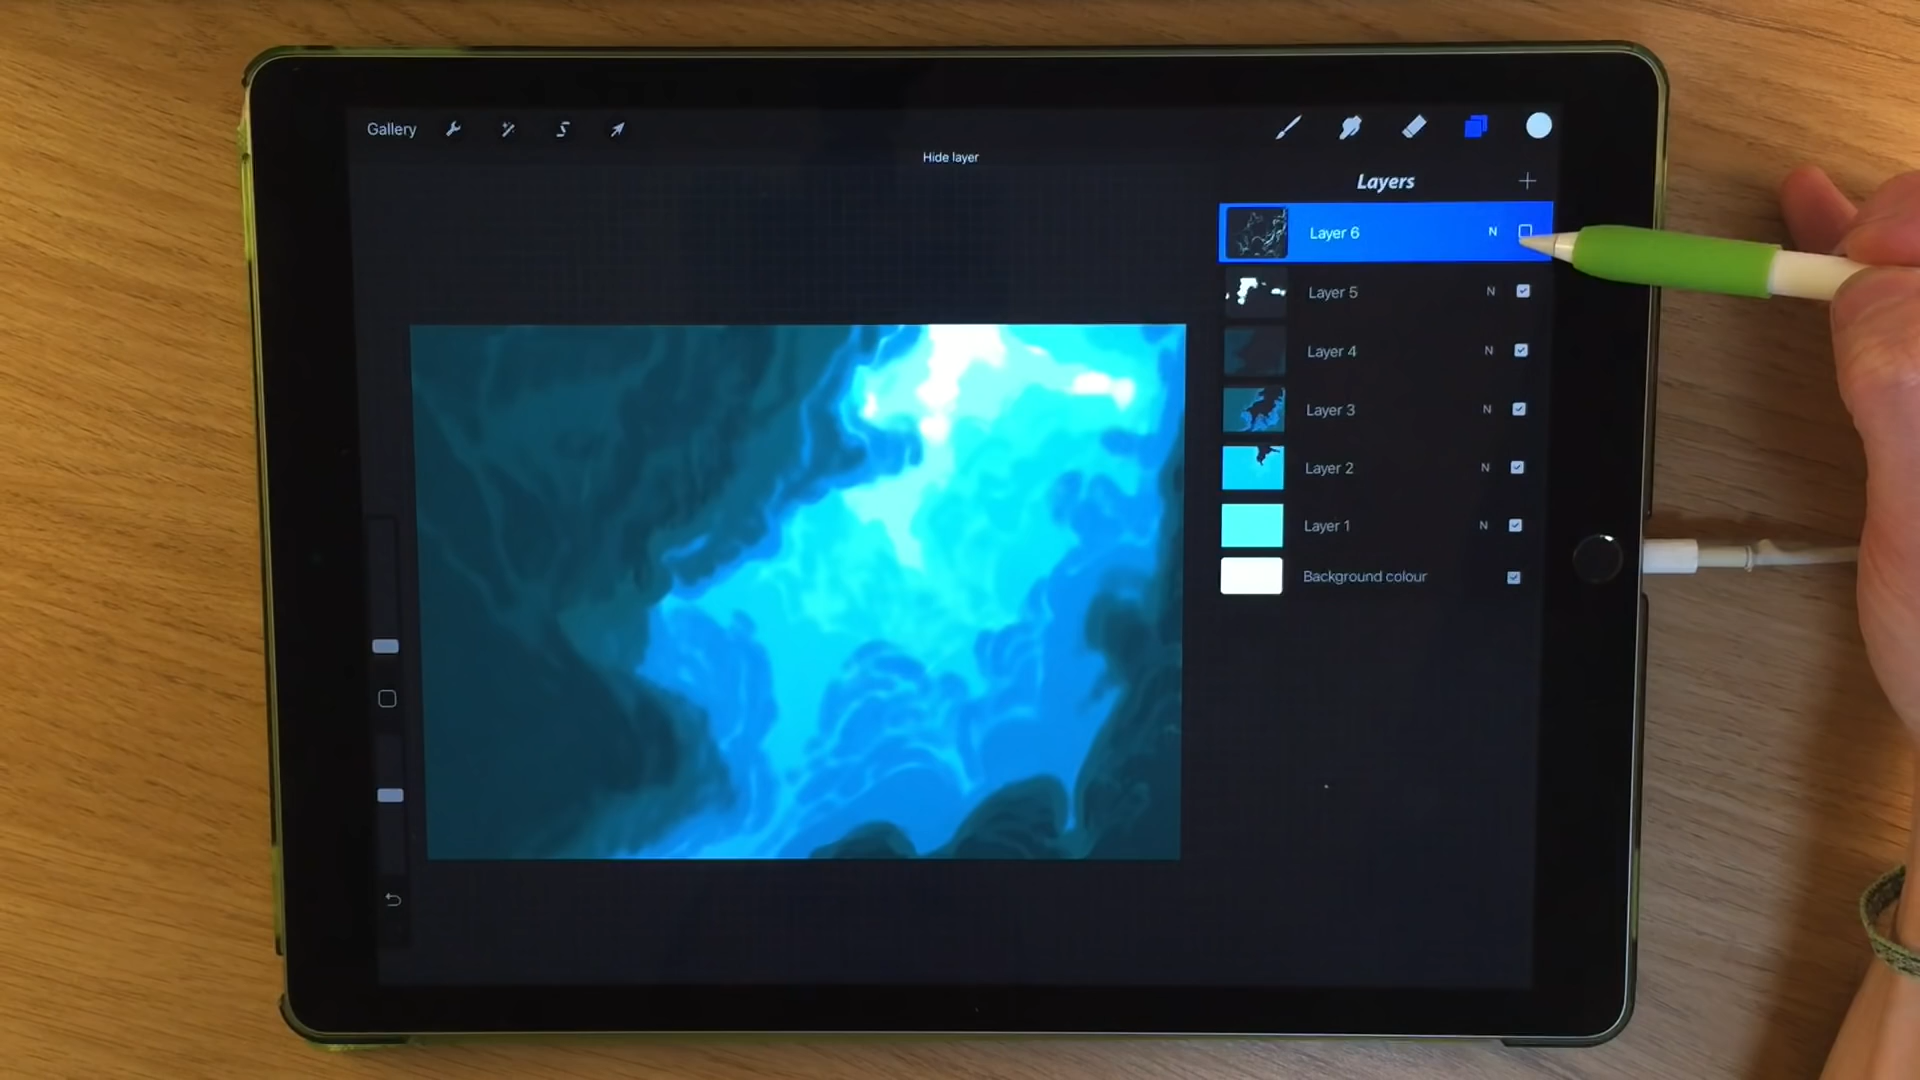 Gallery
Hide layer
Layers
Layer 6 N
Layer 5 N
Layer 4 N
Layer 3 N
Layer 2 N
Layer 1 N
Background colour